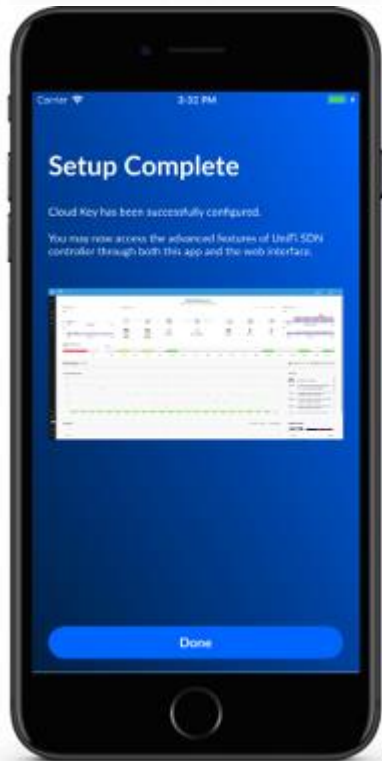 Carrier 3:32 PM
Setup Complete
Cloud Key has been successfully configured.
You may now access the advanced features of UniFi SDN
controller through both this app and the web interface.
Done